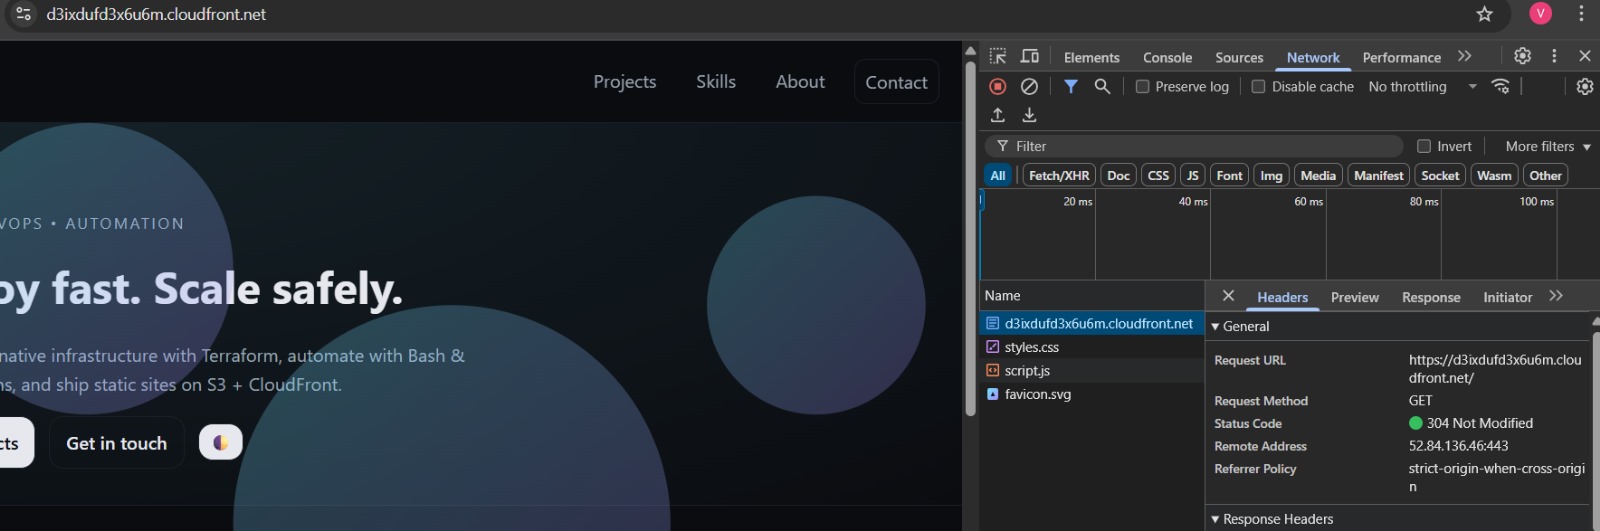 d3ixdufd3x6u6m.cloudfront.net
V
Projects Skills About Contact
VOPS • AUTOMATION
oy fast. Scale safely.
native infrastructure with Terraform, automate with Bash &
ns, and ship static sites on S3 + CloudFront.
cts Get in touch
Elements Console Sources Network Performance
Preserve log Disable cache No throttling
Filter Invert More filters
All Fetch/XHR Doc CSS JS Font Img Media Manifest Socket Wasm Other
20 ms 40 ms 60 ms 80 ms 100 ms
Name
d3ixdufd3x6u6m.cloudfront.net
styles.css
script.js
favicon.svg
Headers Preview Response Initiator
General
Request URL https://d3ixdufd3x6u6m.clou
dfront.net/
Request Method GET
Status Code 304 Not Modified
Remote Address 52.84.136.46:443
Referrer Policy strict-origin-when-cross-origi
n
Response Headers